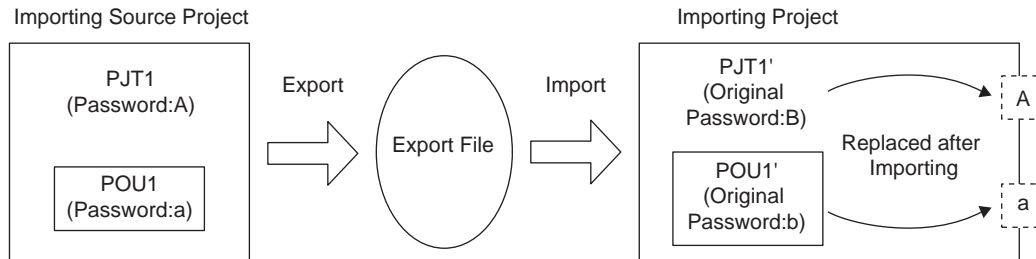 Importing Source Project
PJT1
(Password:A)
POU1
(Password:a)
Export
Export File
Import
Importing Project
PJT1'
(Original
Password:B)
POU1'
(Original
Password:b)
Replaced after
Importing
A
a